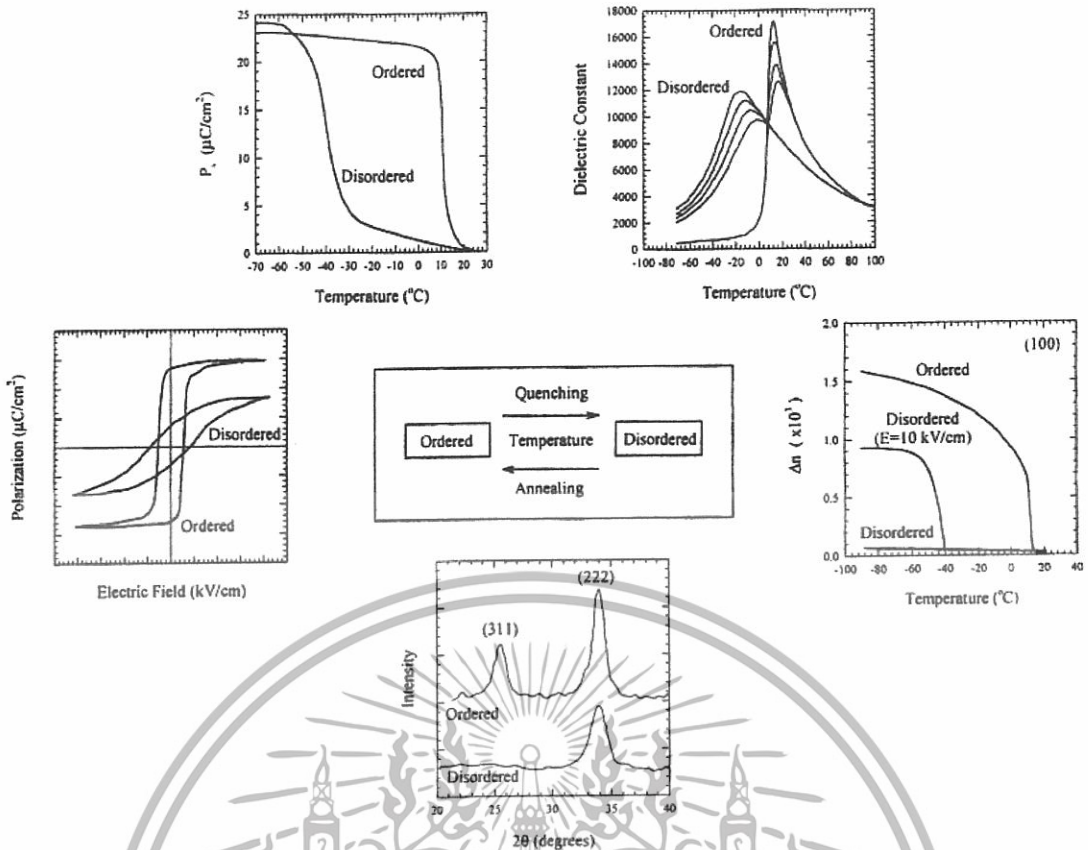 25
20
15
10
5
0
P_s (μC/cm²)
Ordered
Disordered
-70 -60 -50 -40 -30 -20 -10 0 10 20 30
Temperature (°C)
18000
16000
14000
12000
10000
8000
6000
4000
2000
0
Dielectric Constant
Ordered
Disordered
-100 -80 -60 -40 -20 0 20 40 60 80 100
Temperature (°C)
Polarization (μC/cm²)
Disordered
Ordered
Electric Field (kV/cm)
Quenching
Ordered Temperature Disordered
Annealing
2.0
1.5
1.0
0.5
0.0
Δn ( x10³ )
(100)
Ordered
Disordered
(E=10 kV/cm)
Disordered
-100 -80 -60 -40 -20 0 20 40
Temperature (°C)
Intensity
(222)
(311)
Ordered
Disordered
20 25 30 35 40
2θ (degrees)